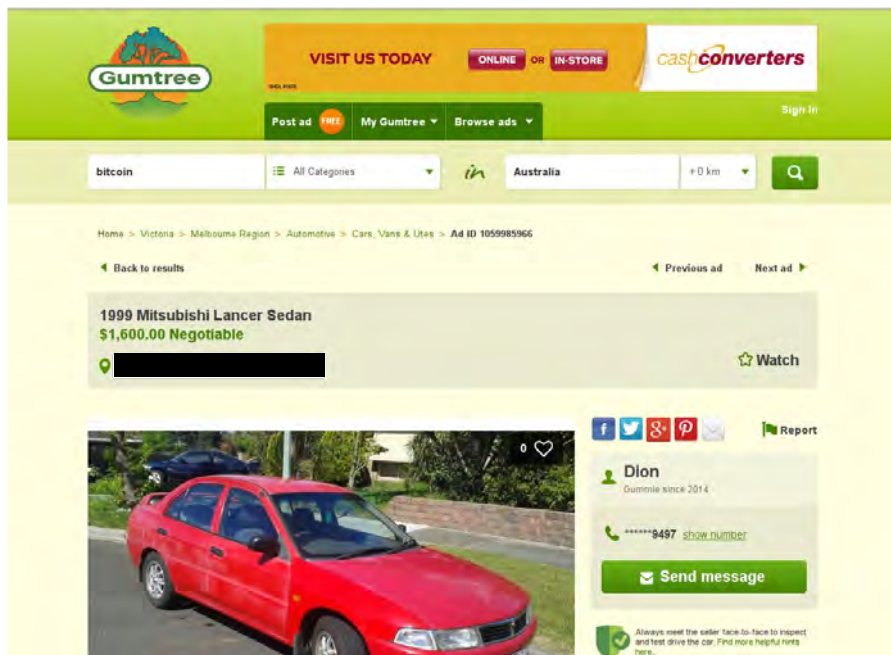 Gumtree
VISIT US TODAY ONLINE OR IN-STORE cashconverters
Sign In
Post ad FREE My Gumtree Browse ads
bitcoin All Categories in Australia +0 km
Home > Victoria > Melbourne Region > Automotive > Cars, Vans & Utes > Ad ID 1059985966
Back to results Previous ad Next ad
1999 Mitsubishi Lancer Sedan
$1,600.00 Negotiable
Watch
0
f 8+ Report
Dion
Gummie since 2014
******9497 show number
Send message
Always meet the seller face-to-face to inspect
and test drive the car. Find more helpful hints
here.